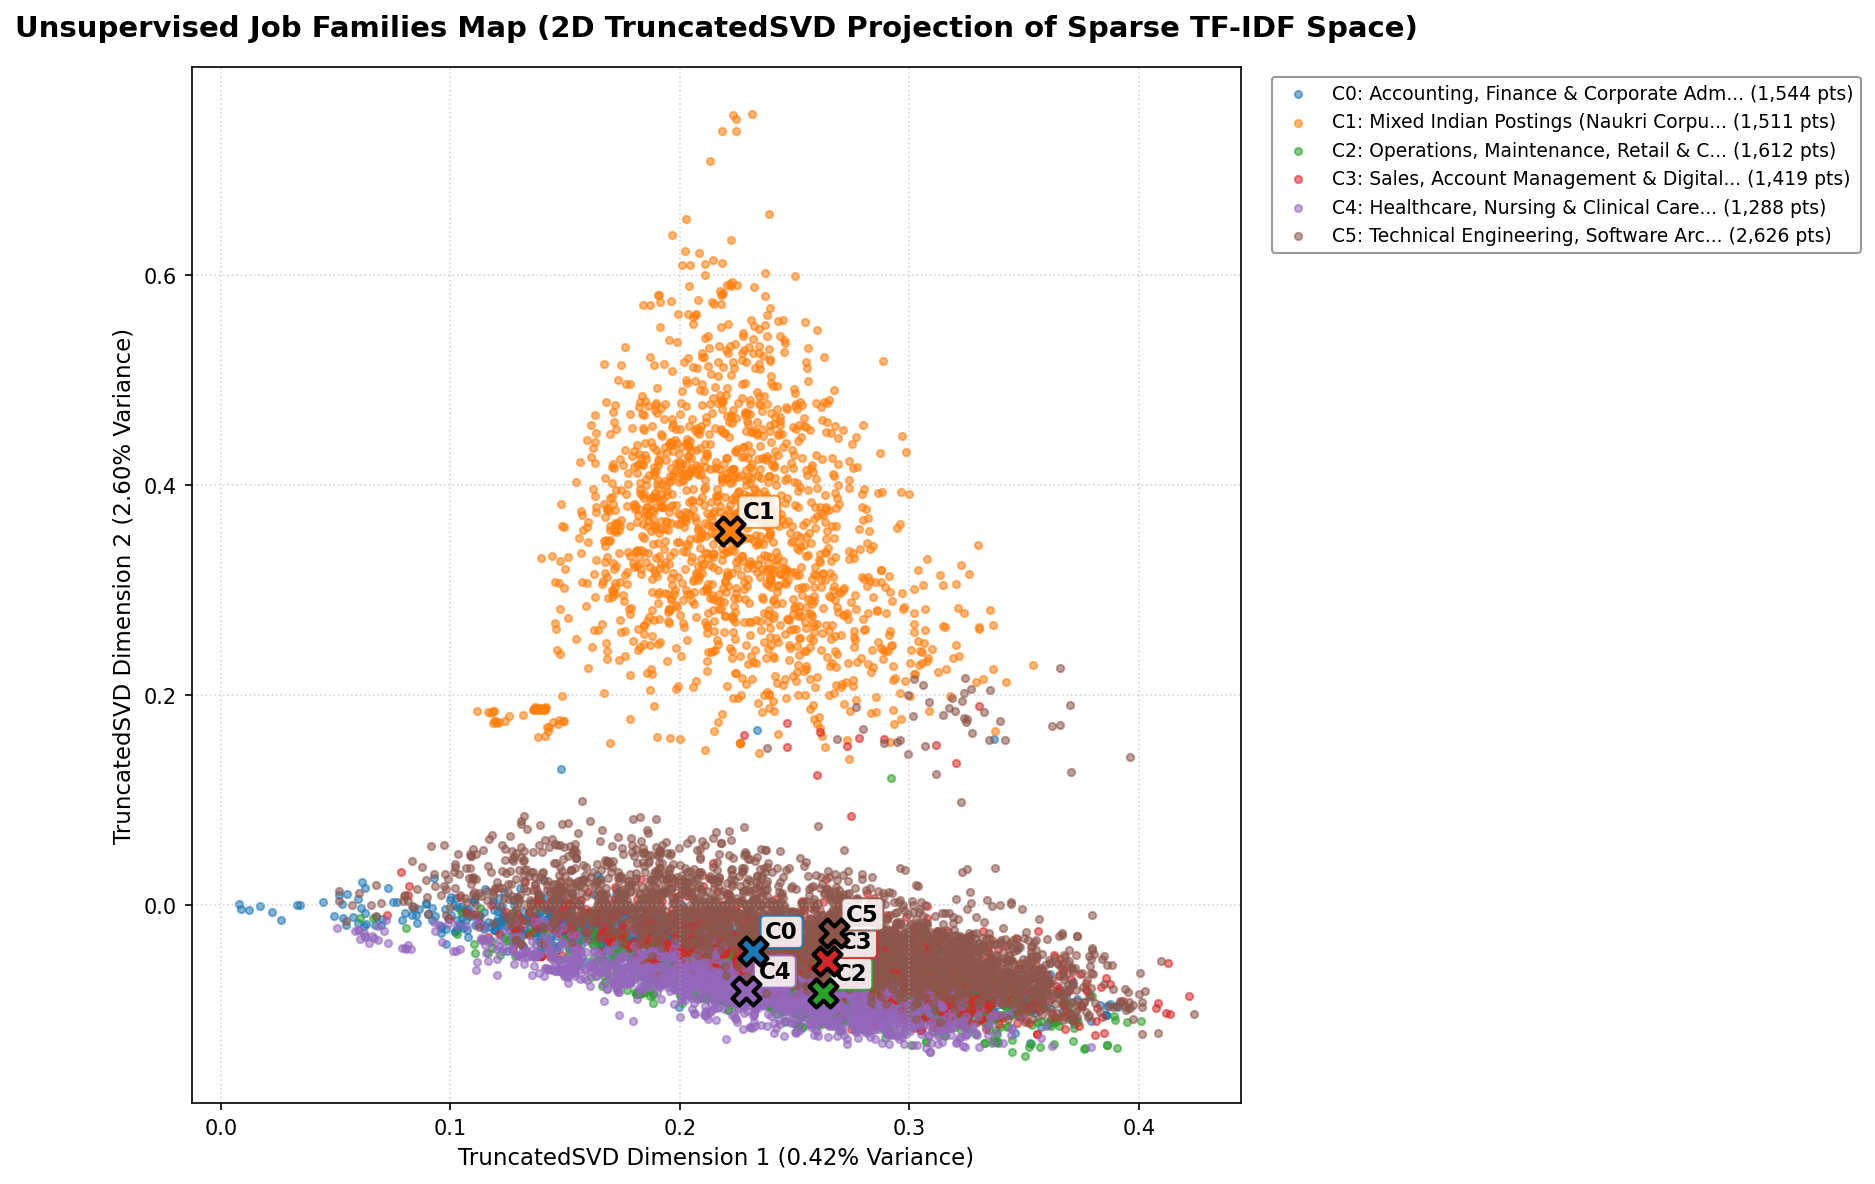 Unsupervised Job Families Map (2D TruncatedSVD Projection of Sparse TF-IDF Space)
C0: Accounting, Finance & Corporate Adm... (1,544 pts)
C1: Mixed Indian Postings (Naukri Corpu... (1,511 pts)
C2: Operations, Maintenance, Retail & C... (1,612 pts)
C3: Sales, Account Management & Digital... (1,419 pts)
C4: Healthcare, Nursing & Clinical Care... (1,288 pts)
C5: Technical Engineering, Software Arc... (2,626 pts)
TruncatedSVD Dimension 2 (2.60% Variance)
0.6
0.4
0.2
0.0
C1
C5
C0
C3
C4
C2
0.0
0.1
0.2
0.3
0.4
TruncatedSVD Dimension 1 (0.42% Variance)